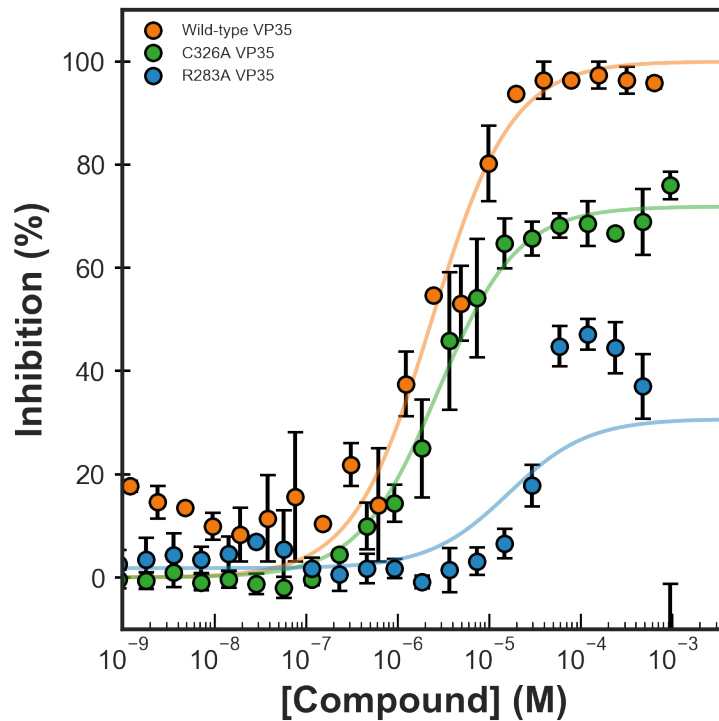 Wild-type VP35
C326A VP35
R283A VP35
100
80
60
40
20
0
Inhibition (%)
10⁻⁹ 10⁻⁸ 10⁻⁷ 10⁻⁶ 10⁻⁵ 10⁻⁴ 10⁻³
[Compound] (M)